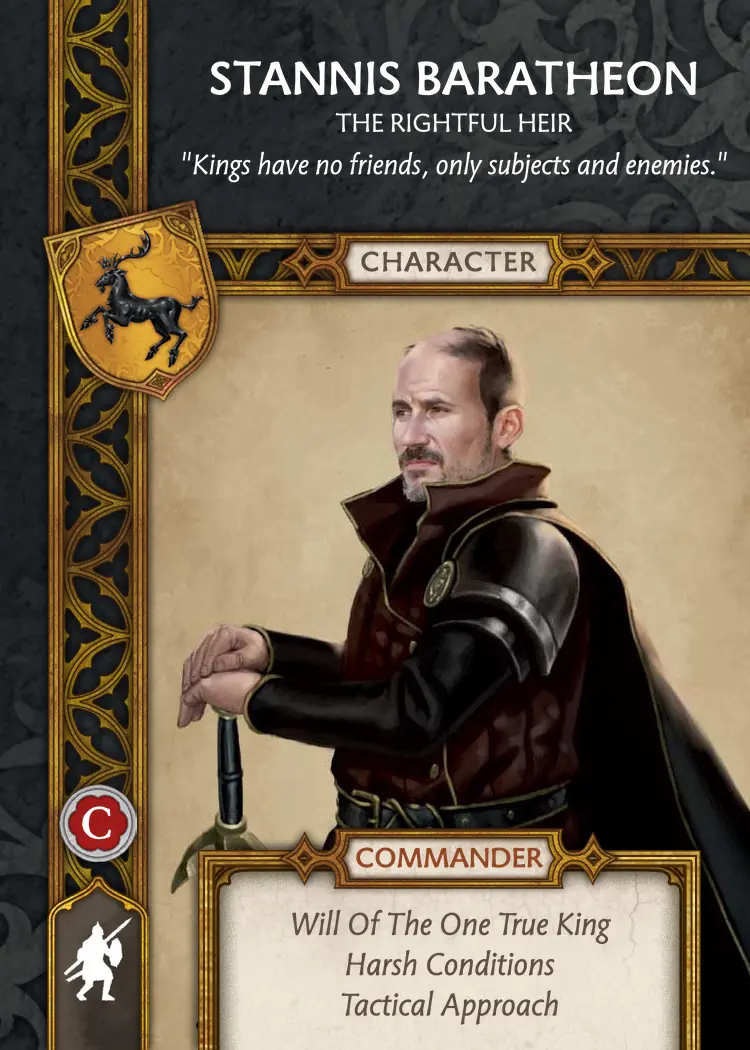 STANNIS BARATHEON
THE RIGHTFUL HEIR
"Kings have no friends, only subjects and enemies."
CHARACTER
C
COMMANDER
Will Of The One True King
Harsh Conditions
Tactical Approach